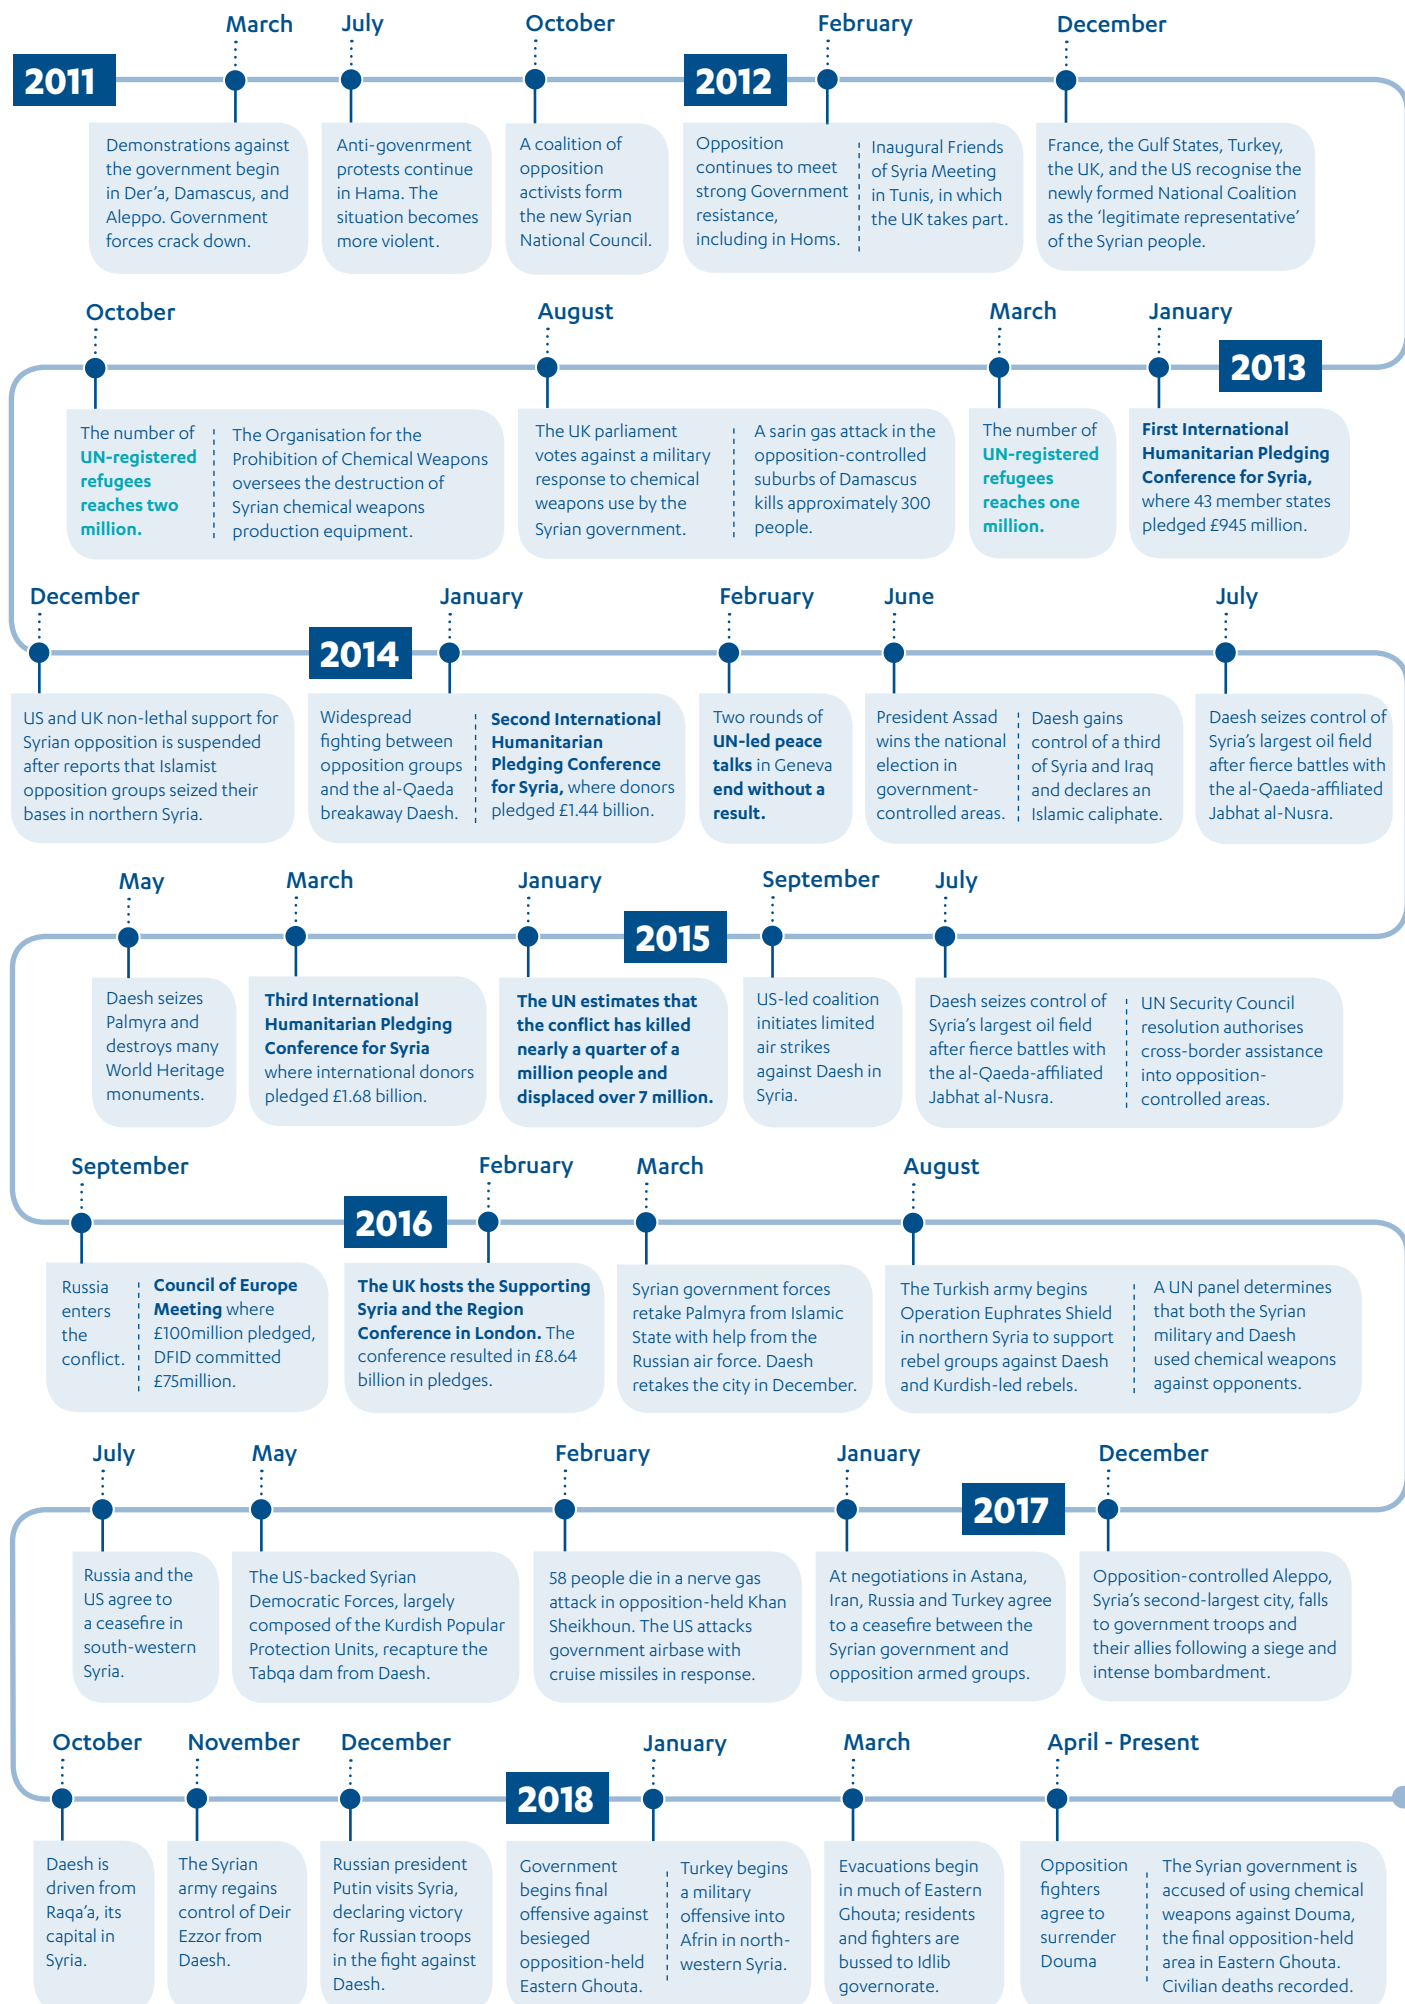 March
July
October
February
December
2011
2012
Demonstrations against
the government begin
in Der’a, Damascus, and
Aleppo. Government
forces crack down.
Anti-govenrment
protests continue
in Hama. The
situation becomes
more violent.
A coalition of
opposition
activists form
the new Syrian
National Council.
Opposition
continues to meet
strong Government
resistance,
including in Homs.
Inaugural Friends
of Syria Meeting
in Tunis, in which
the UK takes part.
France, the Gulf States, Turkey,
the UK, and the US recognise the
newly formed National Coalition
as the ‘legitimate representative’
of the Syrian people.
October
August
March
January
2013
The number of
UN-registered
refugees
reaches two
million.
The Organisation for the
Prohibition of Chemical Weapons
oversees the destruction of
Syrian chemical weapons
production equipment.
The UK parliament
votes against a military
response to chemical
weapons use by the
Syrian government.
A sarin gas attack in the
opposition-controlled
suburbs of Damascus
kills approximately 300
people.
The number of
UN-registered
refugees
reaches one
million.
First International
Humanitarian Pledging
Conference for Syria,
where 43 member states
pledged £945 million.
December
January
February
June
July
2014
US and UK non-lethal support for
Syrian opposition is suspended
after reports that Islamist
opposition groups seized their
bases in northern Syria.
Widespread
fighting between
opposition groups
and the al-Qaeda
breakaway Daesh.
Second International
Humanitarian
Pledging Conference
for Syria, where donors
pledged £1.44 billion.
Two rounds of
UN-led peace
talks in Geneva
end without a
result.
President Assad
wins the national
election in
government-
controlled areas.
Daesh gains
control of a third
of Syria and Iraq
and declares an
Islamic caliphate.
Daesh seizes control of
Syria’s largest oil field
after fierce battles with
the al-Qaeda-affiliated
Jabhat al-Nusra.
May
March
January
September
July
2015
Daesh seizes
Palmyra and
destroys many
World Heritage
monuments.
Third International
Humanitarian Pledging
Conference for Syria
where international donors
pledged £1.68 billion.
The UN estimates that
the conflict has killed
nearly a quarter of a
million people and
displaced over 7 million.
US-led coalition
initiates limited
air strikes
against Daesh in
Syria.
Daesh seizes control of
Syria’s largest oil field
after fierce battles with
the al-Qaeda-affiliated
Jabhat al-Nusra.
UN Security Council
resolution authorises
cross-border assistance
into opposition-
controlled areas.
September
February
March
August
2016
Russia
enters
the
conflict.
Council of Europe
Meeting where
£100million pledged,
DFID committed
£75million.
The UK hosts the Supporting
Syria and the Region
Conference in London. The
conference resulted in £8.64
billion in pledges.
Syrian government forces
retake Palmyra from Islamic
State with help from the
Russian air force. Daesh
retakes the city in December.
The Turkish army begins
Operation Euphrates Shield
in northern Syria to support
rebel groups against Daesh
and Kurdish-led rebels.
A UN panel determines
that both the Syrian
military and Daesh
used chemical weapons
against opponents.
July
May
February
January
December
2017
Russia and the
US agree to
a ceasefire in
south-western
Syria.
The US-backed Syrian
Democratic Forces, largely
composed of the Kurdish Popular
Protection Units, recapture the
Tabqa dam from Daesh.
58 people die in a nerve gas
attack in opposition-held Khan
Sheikhoun. The US attacks
government airbase with
cruise missiles in response.
At negotiations in Astana,
Iran, Russia and Turkey agree
to a ceasefire between the
Syrian government and
opposition armed groups.
Opposition-controlled Aleppo,
Syria’s second-largest city, falls
to government troops and
their allies following a siege and
intense bombardment.
October
November
December
January
March
April - Present
2018
Daesh is
driven from
Raqa’a, its
capital in
Syria.
The Syrian
army regains
control of Deir
Ezzor from
Daesh.
Russian president
Putin visits Syria,
declaring victory
for Russian troops
in the fight against
Daesh.
Government
begins final
offensive against
besieged
opposition-held
Eastern Ghouta.
Turkey begins
a military
offensive into
Afrin in north-
western Syria.
Evacuations begin
in much of Eastern
Ghouta; residents
and fighters are
bussed to Idlib
governorate.
Opposition
fighters
agree to
surrender
Douma
The Syrian government is
accused of using chemical
weapons against Douma,
the final opposition-held
area in Eastern Ghouta.
Civilian deaths recorded.